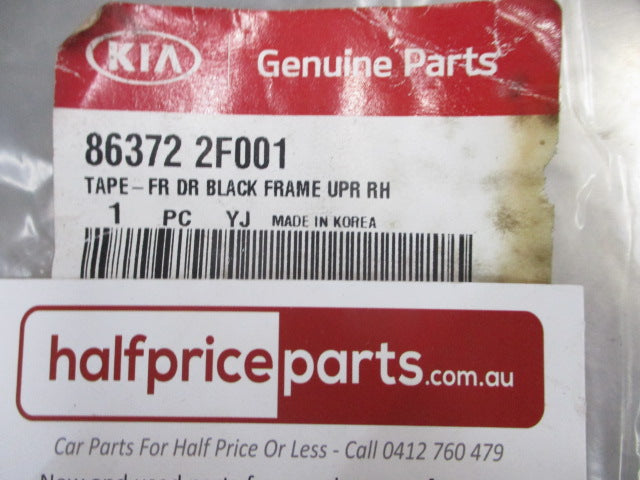 KIA Genuine Parts
86372 2F001
TAPE-FR DR BLACK FRAME UPR RH
1 PC YJ MADE IN KOREA
halfpriceparts.com.au
Car Parts For Half Price Or Less - Call 0412 760 479